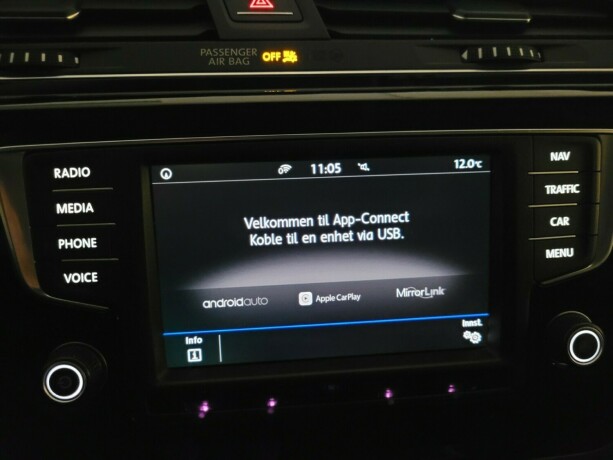 PASSENGER
AIR BAG OFF
RADIO
MEDIA
PHONE
VOICE
11:05
12.0°C
Velkommen til App-Connect
Koble til en enhet via USB.
androidauto
Apple CarPlay
MirrorLink
Info
Innst.
NAV
TRAFFIC
CAR
MENU